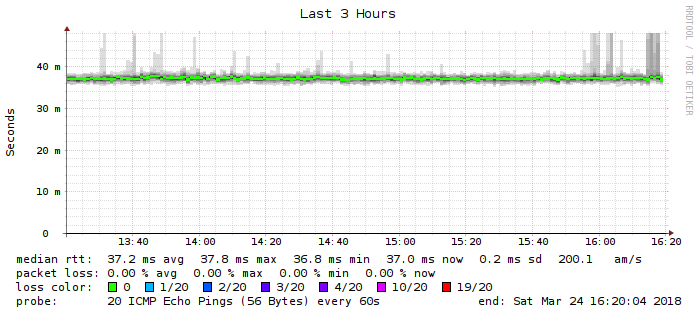 Last 3 Hours
RRDTOOL / TOBI OETIKER
Seconds
40 m
30 m
20 m
10 m
0
13:40 14:00 14:20 14:40 15:00 15:20 15:40 16:00 16:20
median rtt: 37.2 ms avg 37.8 ms max 36.8 ms min 37.0 ms now 0.2 ms sd 200.1 am/s
packet loss: 0.00 % avg 0.00 % max 0.00 % min 0.00 % now
loss color: 0 1/20 2/20 3/20 4/20 10/20 19/20
probe: 20 ICMP Echo Pings (56 Bytes) every 60s end: Sat Mar 24 16:20:04 2018